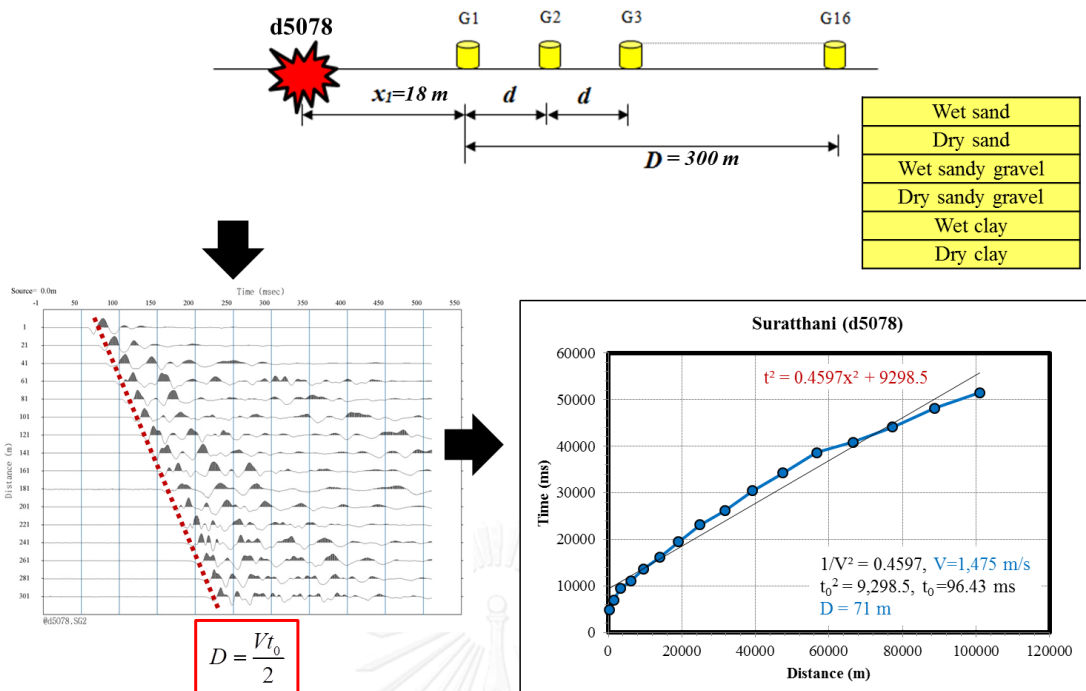 d5078
G1
G2
G3
G16
x₁=18 m
d
d
D = 300 m
Wet sand
Dry sand
Wet sandy gravel
Dry sandy gravel
Wet clay
Dry clay
Source= 0.0m
Time (msec)
-1 50 100 150 200 250 300 350 400 450 500 550
Distance (m)
1
21
41
61
81
101
121
141
161
181
201
221
241
261
281
301
@d5078.SG2
D = Vt₀/2
Suratthani (d5078)
Time (ms)
60000
50000
40000
30000
20000
10000
0
t² = 0.4597x² + 9298.5
1/V² = 0.4597, V=1,475 m/s
t₀² = 9,298.5, t₀=96.43 ms
D = 71 m
0 20000 40000 60000 80000 100000 120000
Distance (m)